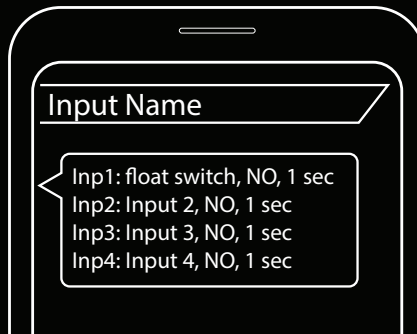 Input Name
Inp1: float switch, NO, 1 sec
Inp2: Input 2, NO, 1 sec
Inp3: Input 3, NO, 1 sec
Inp4: Input 4, NO, 1 sec